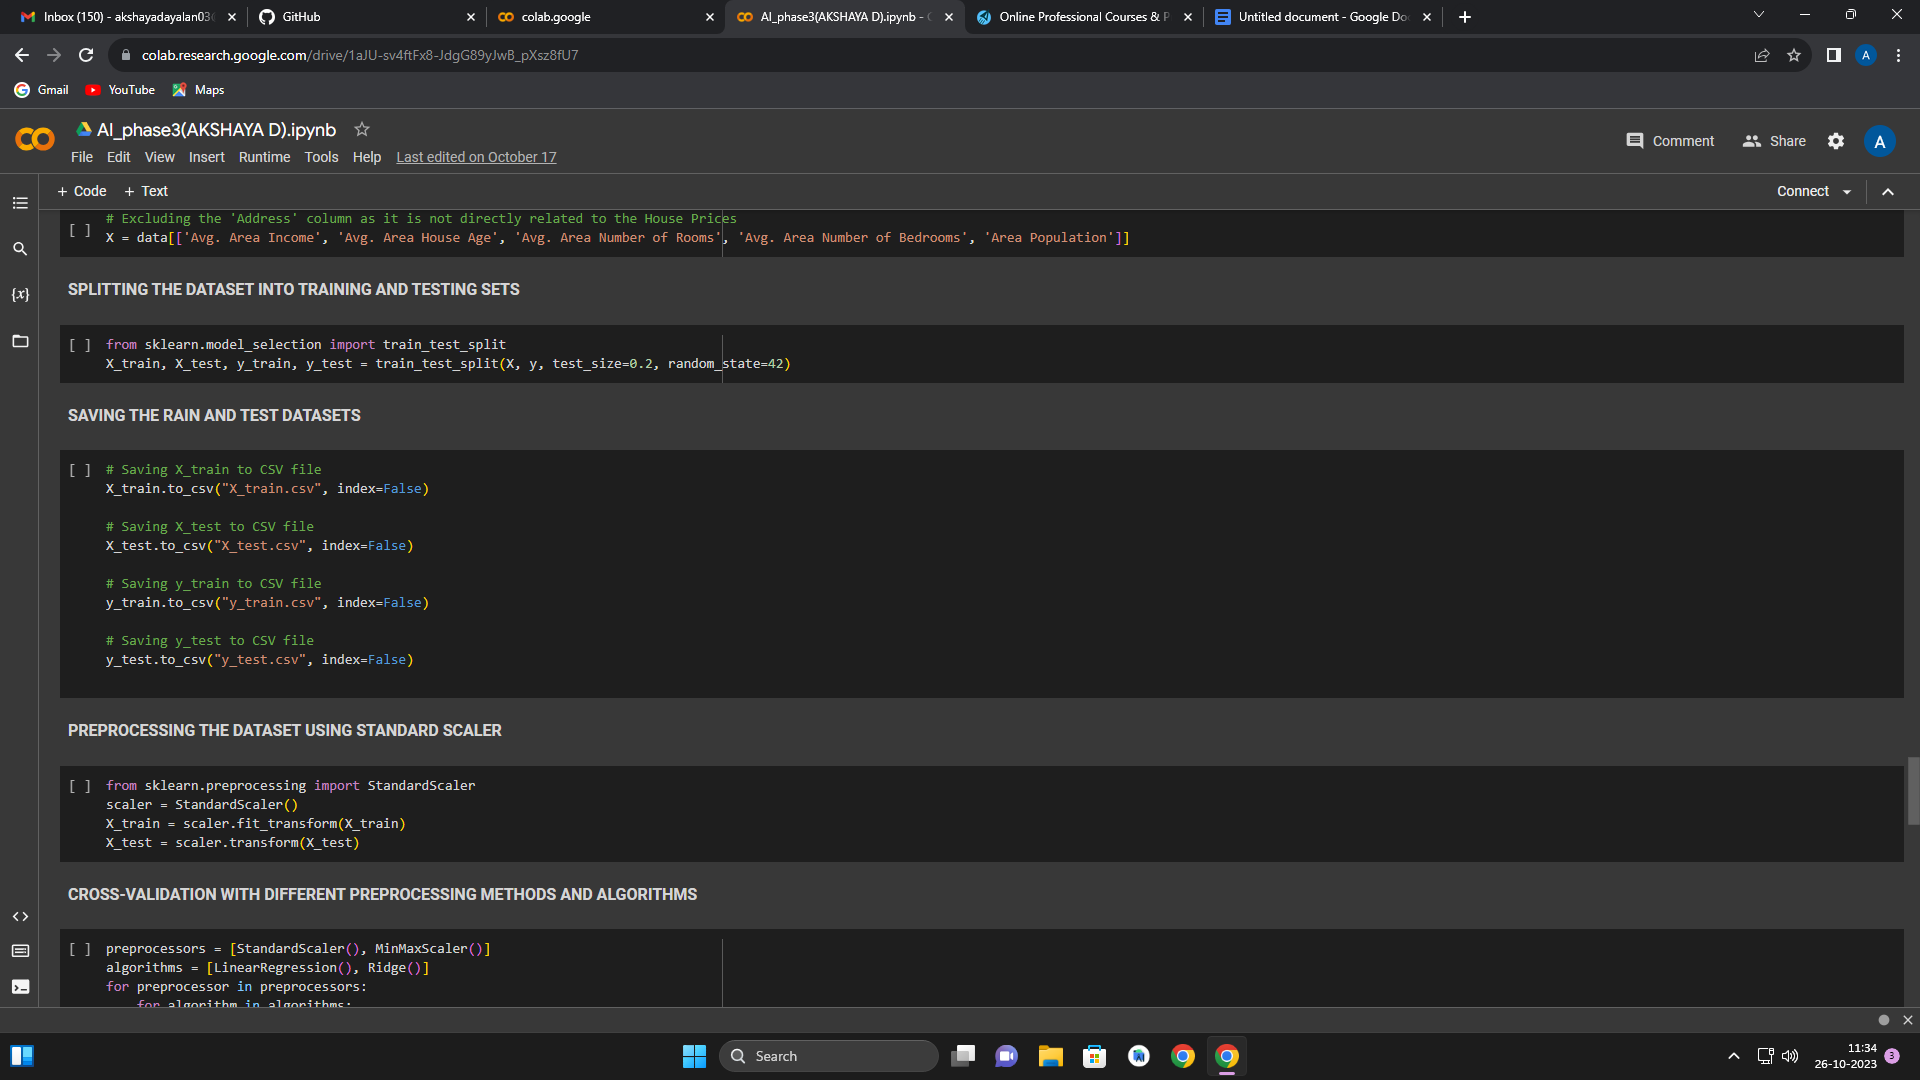 Inbox (150) - akshayadayalan03
GitHub
colab.google
AI_phase3(AKSHAYA D).ipynb -
Online Professional Courses & P
Untitled document - Google Do
colab.research.google.com/drive/1aJU-sv4ftFx8-JdgG89yJwB_pXsz8fU7
A
Gmail
YouTube
Maps
AI_phase3(AKSHAYA D).ipynb
File Edit View Insert Runtime Tools Help Last edited on October 17
Comment
Share
A
+ Code + Text
Connect
# Excluding the 'Address' column as it is not directly related to the House Prices
[ ] X = data[['Avg. Area Income', 'Avg. Area House Age', 'Avg. Area Number of Rooms', 'Avg. Area Number of Bedrooms', 'Area Population']]
SPLITTING THE DATASET INTO TRAINING AND TESTING SETS
[ ] from sklearn.model_selection import train_test_split
X_train, X_test, y_train, y_test = train_test_split(X, y, test_size=0.2, random_state=42)
SAVING THE RAIN AND TEST DATASETS
[ ] # Saving X_train to CSV file
X_train.to_csv("X_train.csv", index=False)
# Saving X_test to CSV file
X_test.to_csv("X_test.csv", index=False)
# Saving y_train to CSV file
y_train.to_csv("y_train.csv", index=False)
# Saving y_test to CSV file
y_test.to_csv("y_test.csv", index=False)
PREPROCESSING THE DATASET USING STANDARD SCALER
[ ] from sklearn.preprocessing import StandardScaler
scaler = StandardScaler()
X_train = scaler.fit_transform(X_train)
X_test = scaler.transform(X_test)
CROSS-VALIDATION WITH DIFFERENT PREPROCESSING METHODS AND ALGORITHMS
[ ] preprocessors = [StandardScaler(), MinMaxScaler()]
algorithms = [LinearRegression(), Ridge()]
for preprocessor in preprocessors:
for algorithm in algorithms:
{x}
Search
11:34
26-10-2023
3